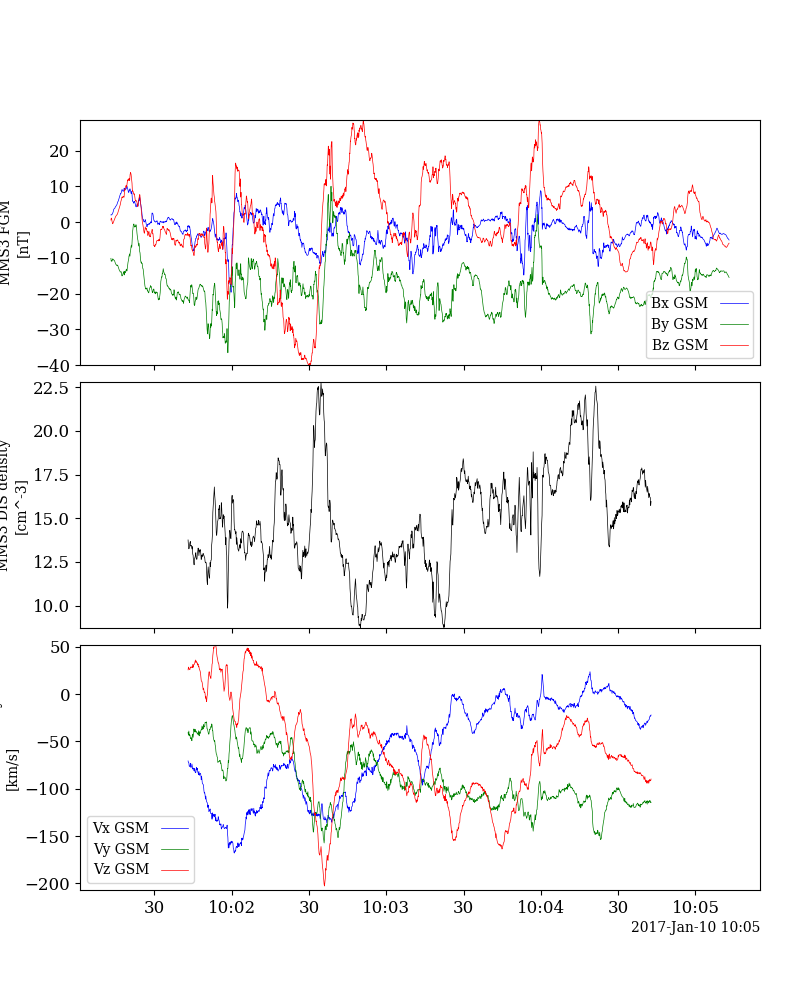 20
10
0
−10
−20
−30
−40
MMS3 FGM
[nT]
Bx GSM
By GSM
Bz GSM
22.5
20.0
17.5
15.0
12.5
10.0
MMS3 DIS density
[cm^-3]
50
0
−50
−100
−150
−200
[km/s]
Vx GSM
Vy GSM
Vz GSM
30 10:02 30 10:03 30 10:04 30 10:05
2017-Jan-10 10:05